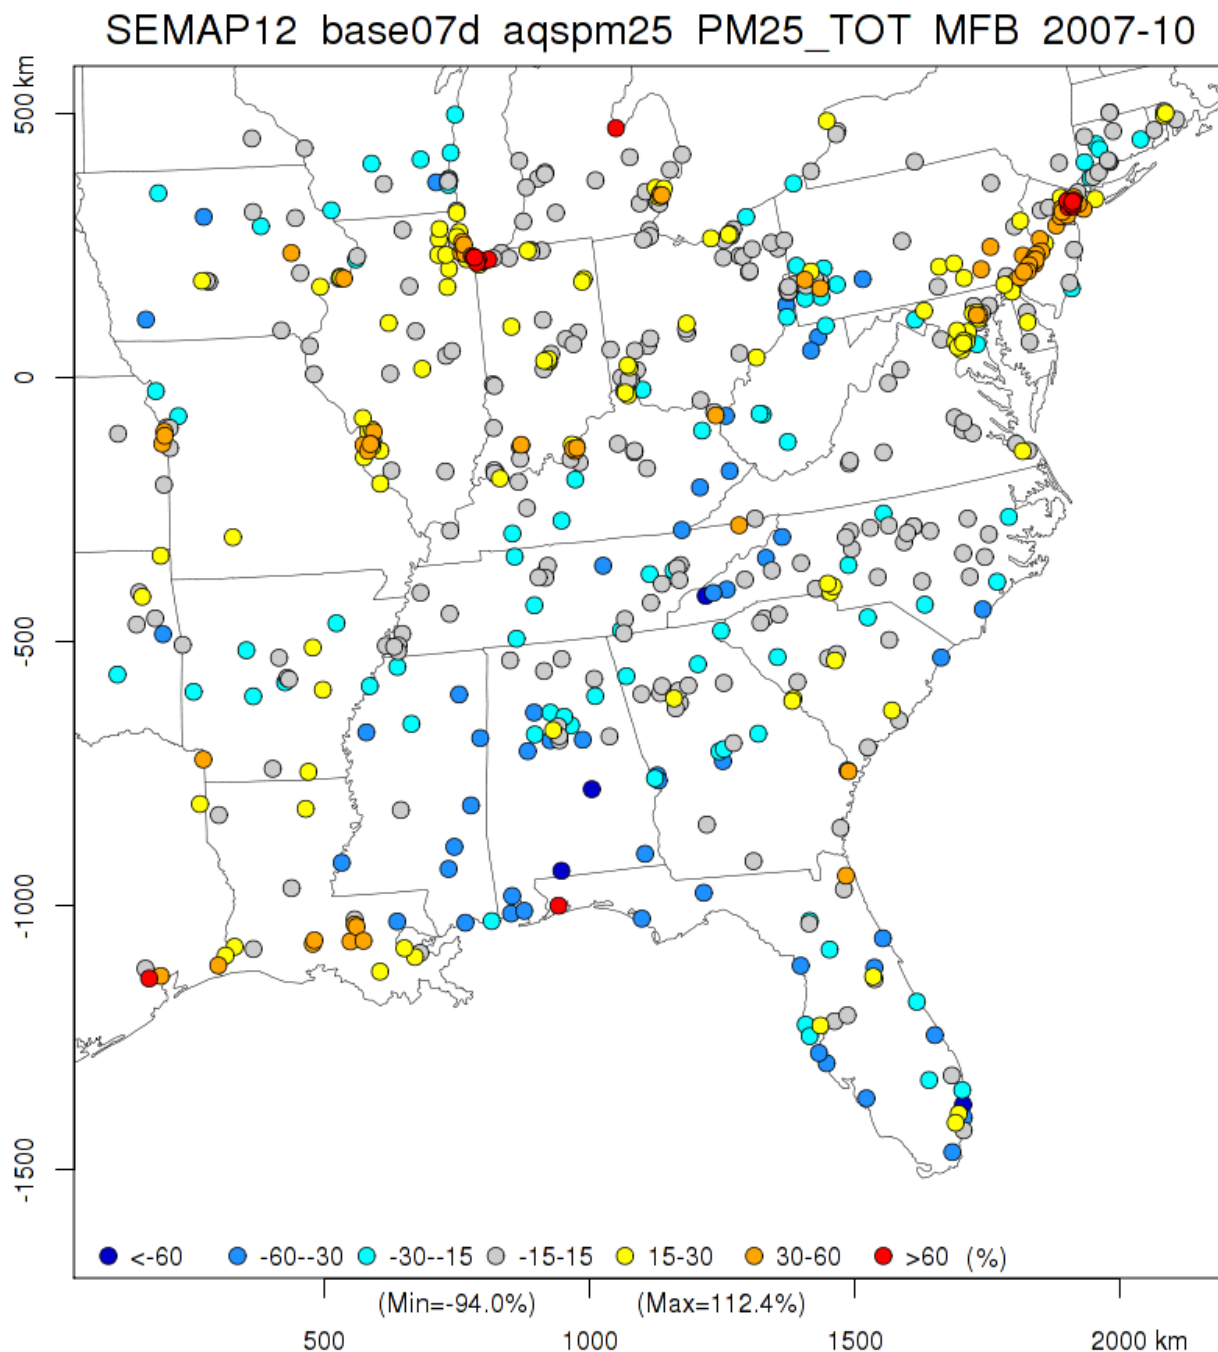 SEMAP12 base07d aqspm25 PM25_TOT MFB 2007-10
500 km
0
-500
-1000
-1500
<-60 -60--30 -30--15 -15-15 15-30 30-60 >60 (%)
(Min=-94.0%) (Max=112.4%)
500 1000 1500 2000 km